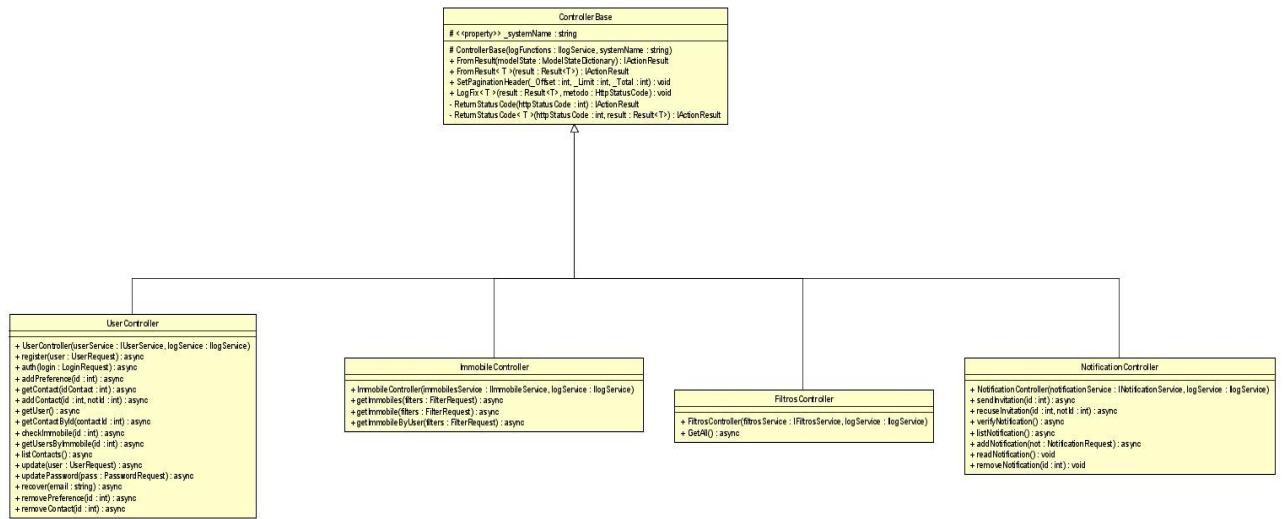 ControllerBase
# <<property>> _systemName : string
# ControllerBase(logFunctions : IlogService, systemName : string)
+ FromResult(modelState : ModelStateDictionary) : IActionResult
+ FromResult< T >(result : Result<T>) : IActionResult
+ SetPaginationHeader(_Offset : int, _Limit : int, _Total : int) : void
+ LogFix< T >(result : Result<T>, metodo : HttpStatusCode) : void
- ReturnStatusCode(httpStatusCode : int) : IActionResult
- ReturnStatusCode< T >(httpStatusCode : int, result : Result<T>) : IActionResult
UserController
+ UserController(userService : IUserService, logService : IlogService)
+ register(user : UserRequest) : async
+ auth(login : LoginRequest) : async
+ addPreference(id : int) : async
+ getContact(idContact : int) : async
+ addContact(id : int, notId : int) : async
+ getUser() : async
+ getContactById(contactId : int) : async
+ checkImmobile(id : int) : async
+ getUsersByImmobile(id : int) : async
+ listContacts() : async
+ update(user : UserRequest) : async
+ updatePassword(pass : PasswordRequest) : async
+ recover(email : string) : async
+ removePreference(id : int) : async
+ removeContact(id : int) : async
ImmobileController
+ ImmobileController(immobilesService : IImmobileService, logService : IlogService)
+ getImmobiles(filters : FilterRequest) : async
+ getImmobile(filters : FilterRequest) : async
+ getImmobileByUser(filters : FilterRequest) : async
FiltrosController
+ FiltrosController(filtrosService : IFiltrosService, logService : IlogService)
+ GetAll() : async
NotificationController
+ NotificationController(notificationService : INotificationService, logService : IlogService)
+ sendInvitation(id : int) : async
+ recuseInvitation(id : int, notId : int) : async
+ verifyNotification() : async
+ listNotification() : async
+ addNotification(not : NotificationRequest) : async
+ readNotification() : void
+ removeNotification(id : int) : void